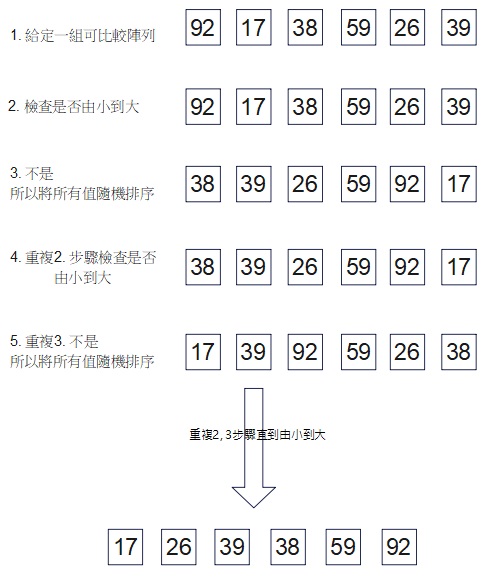 1. 給定一組可比較陣列 92 17 38 59 26 39
2. 檢查是否由小到大 92 17 38 59 26 39
3. 不是
所以將所有值隨機排序 38 39 26 59 92 17
4. 重複2. 步驟檢查是否
由小到大 38 39 26 59 92 17
5. 重複3. 不是
所以將所有值隨機排序 17 39 92 59 26 38
重複2, 3步驟直到由小到大
17 26 39 38 59 92